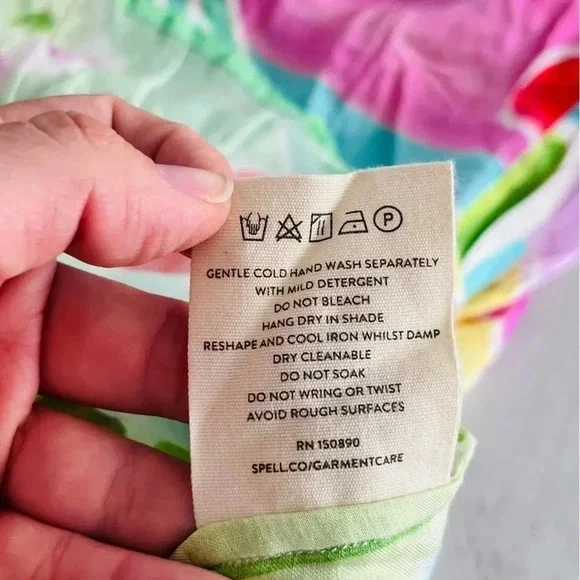 P
GENTLE COLD HAND WASH SEPARATELY
WITH MILD DETERGENT
DO NOT BLEACH
HANG DRY IN SHADE
RESHAPE AND COOL IRON WHILST DAMP
DRY CLEANABLE
DO NOT SOAK
DO NOT WRING OR TWIST
AVOID ROUGH SURFACES
RN 150890
SPELL.CO/GARMENTCARE